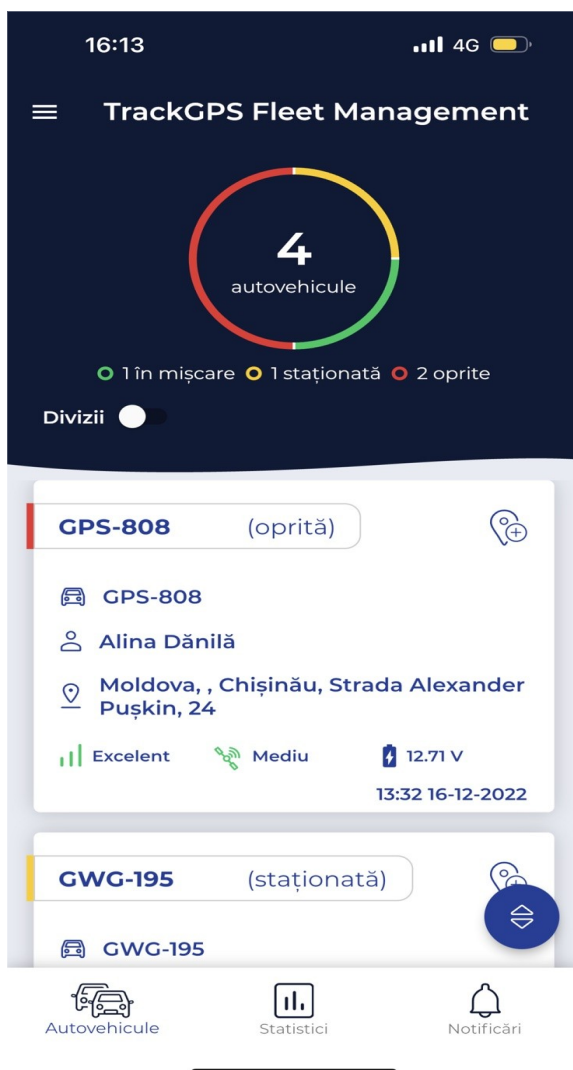 16:13
4G
TrackGPS Fleet Management
4
autovehicule
1 în mișcare 1 staționată 2 oprite
Divizii
GPS-808 (oprită)
GPS-808
Alina Dănilă
Moldova, , Chișinău, Strada Alexander
Pușkin, 24
Excelent Mediu 12.71 V
13:32 16-12-2022
GWG-195 (staționată)
GWG-195
Autovehicule Statistici Notificări